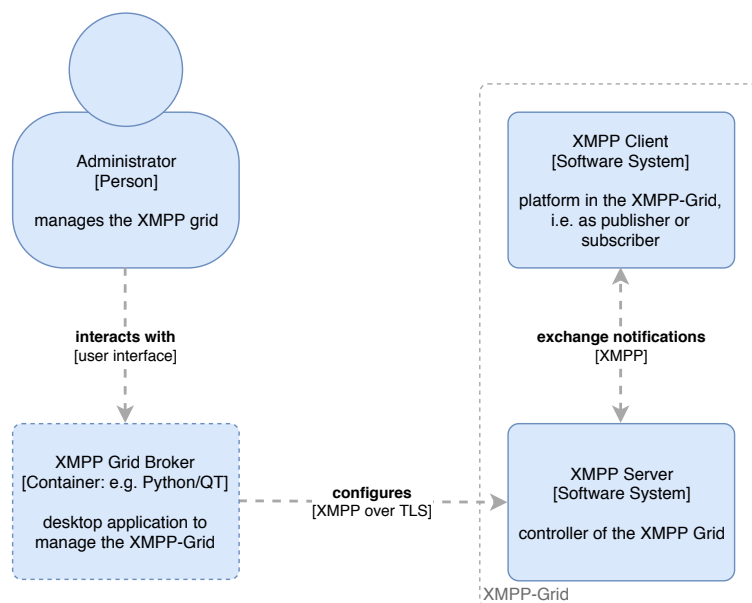 Administrator
[Person]
manages the XMPP grid
XMPP Client
[Software System]
platform in the XMPP-Grid,
i.e. as publisher or
subscriber
interacts with
[user interface]
exchange notifications
[XMPP]
XMPP Grid Broker
[Container: e.g. Python/QT]
desktop application to
manage the XMPP-Grid
configures
[XMPP over TLS]
XMPP Server
[Software System]
controller of the XMPP Grid
XMPP-Grid